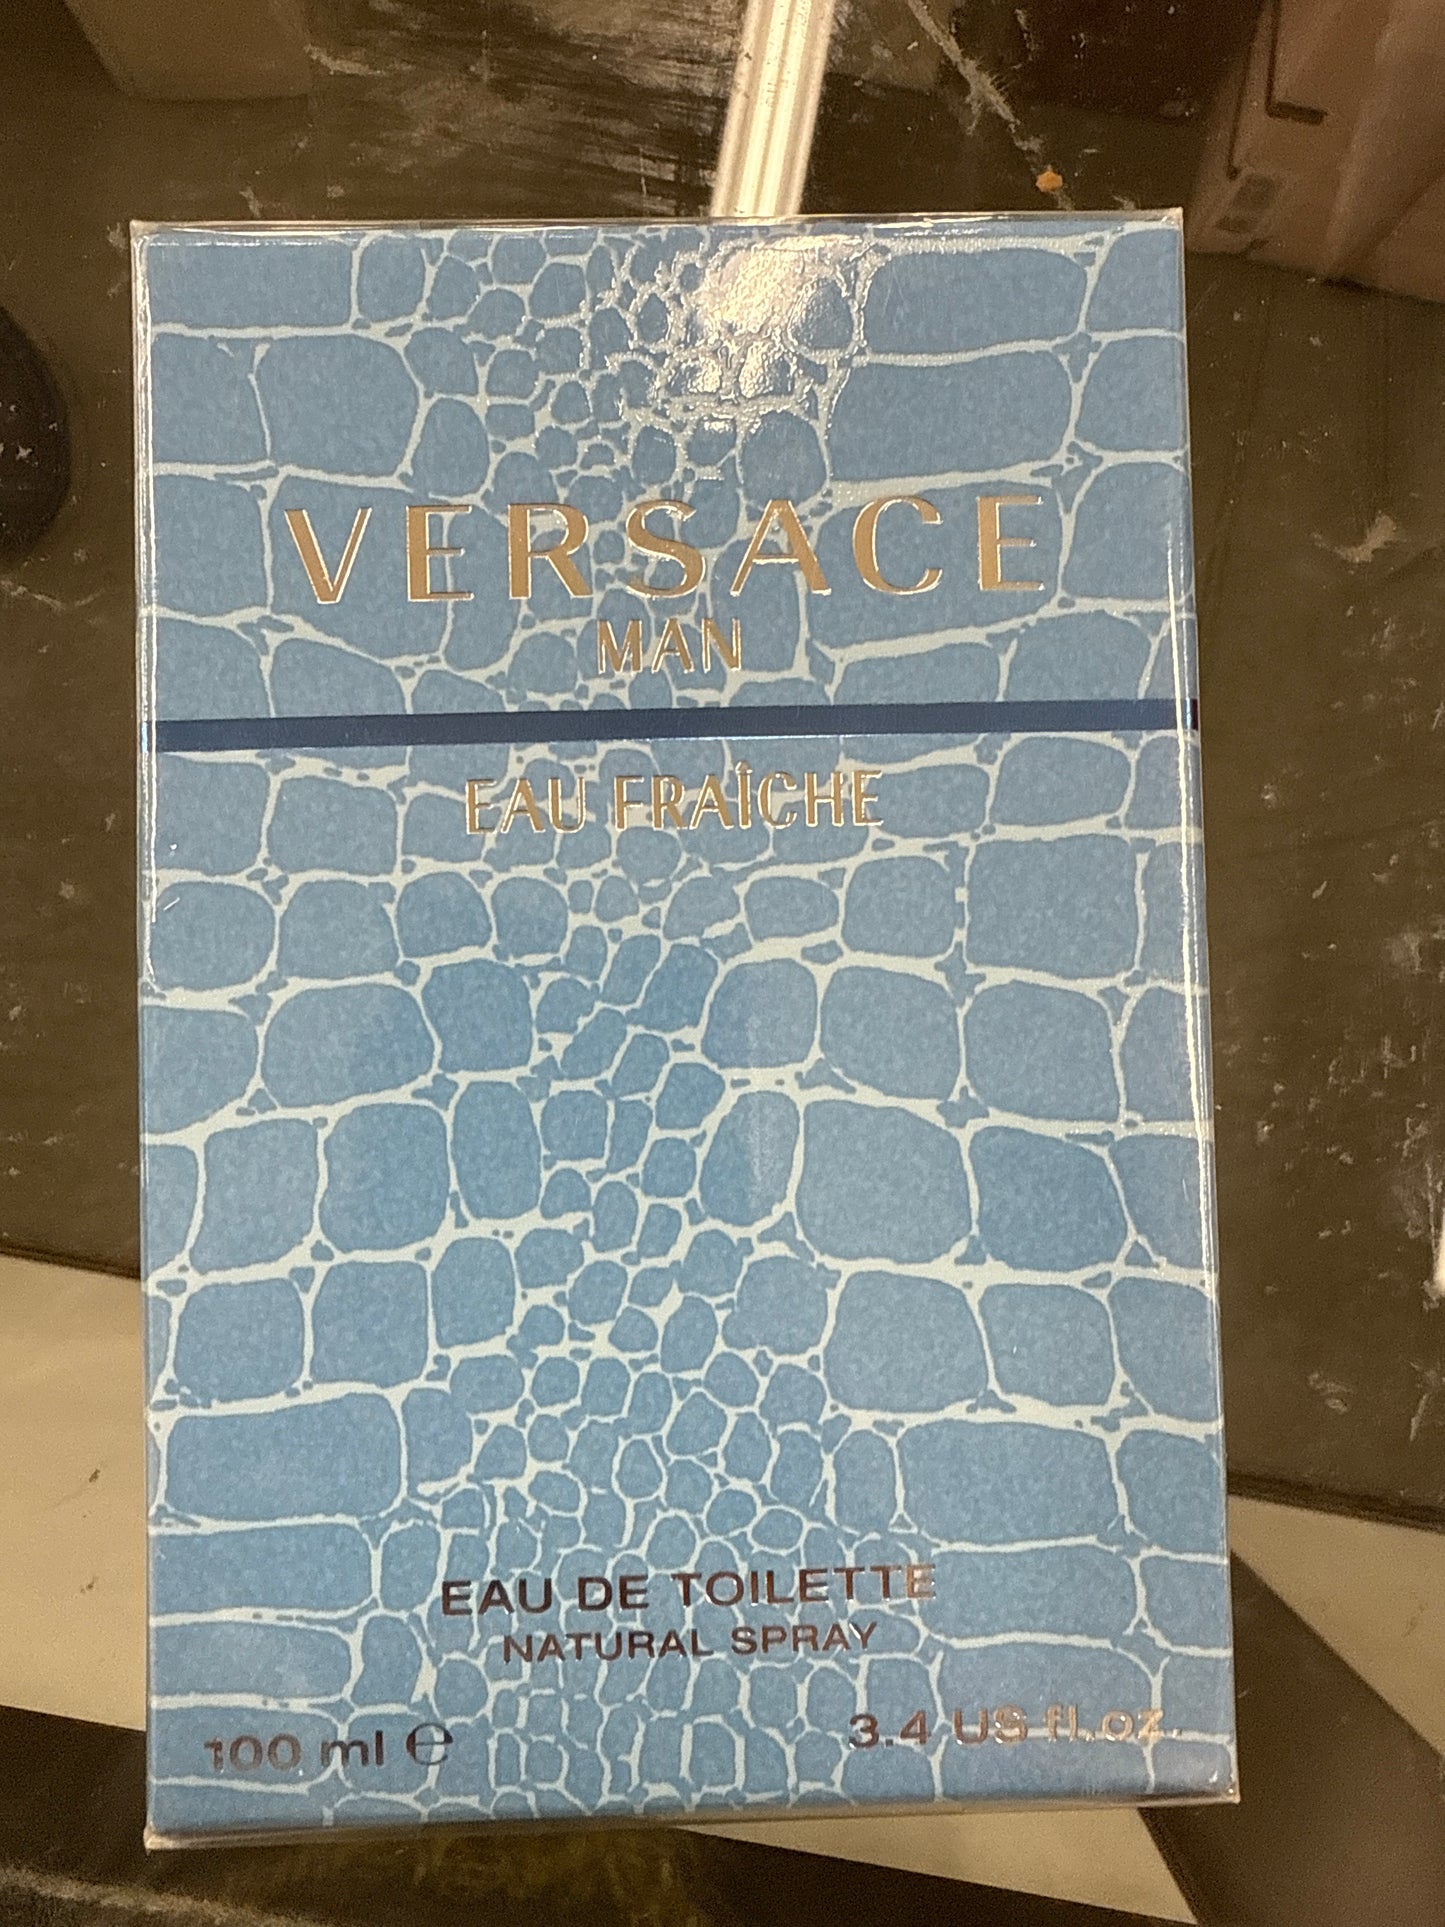 VERSACE
MAN
EAU FRAÎCHE
EAU DE TOILETTE
NATURAL SPRAY
100 ml ℮
3.4 US fl.oz.